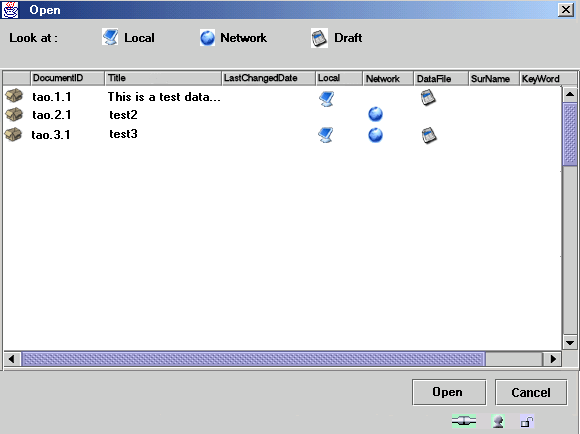 Open
Look at : Local Network Draft
DocumentID Title LastChangedDate Local Network DataFile SurName KeyWord
tao.1.1 This is a test data...
tao.2.1 test2
tao.3.1 test3
Open Cancel